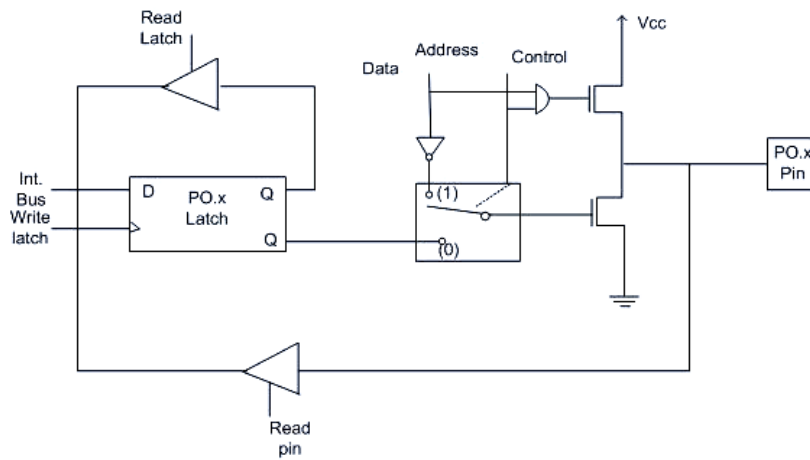 Read
Latch
Vcc
Address
Data
Control
Int.
Bus
Write
latch
D
PO.x
Latch
Q
Q
(1)
(0)
PO.x
Pin
Read
pin